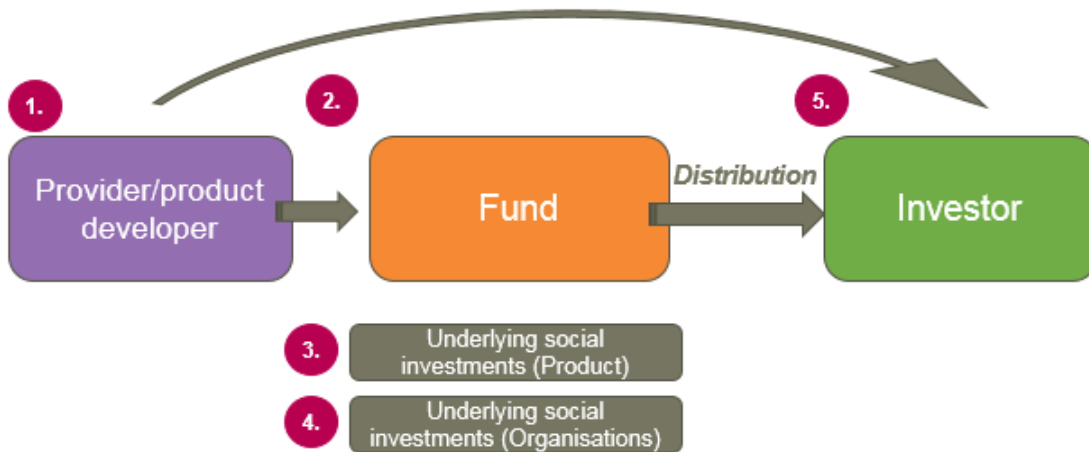 1.
2.
5.
Provider/product
developer
Fund
Distribution
Investor
3.
Underlying social
investments (Product)
4.
Underlying social
investments (Organisations)